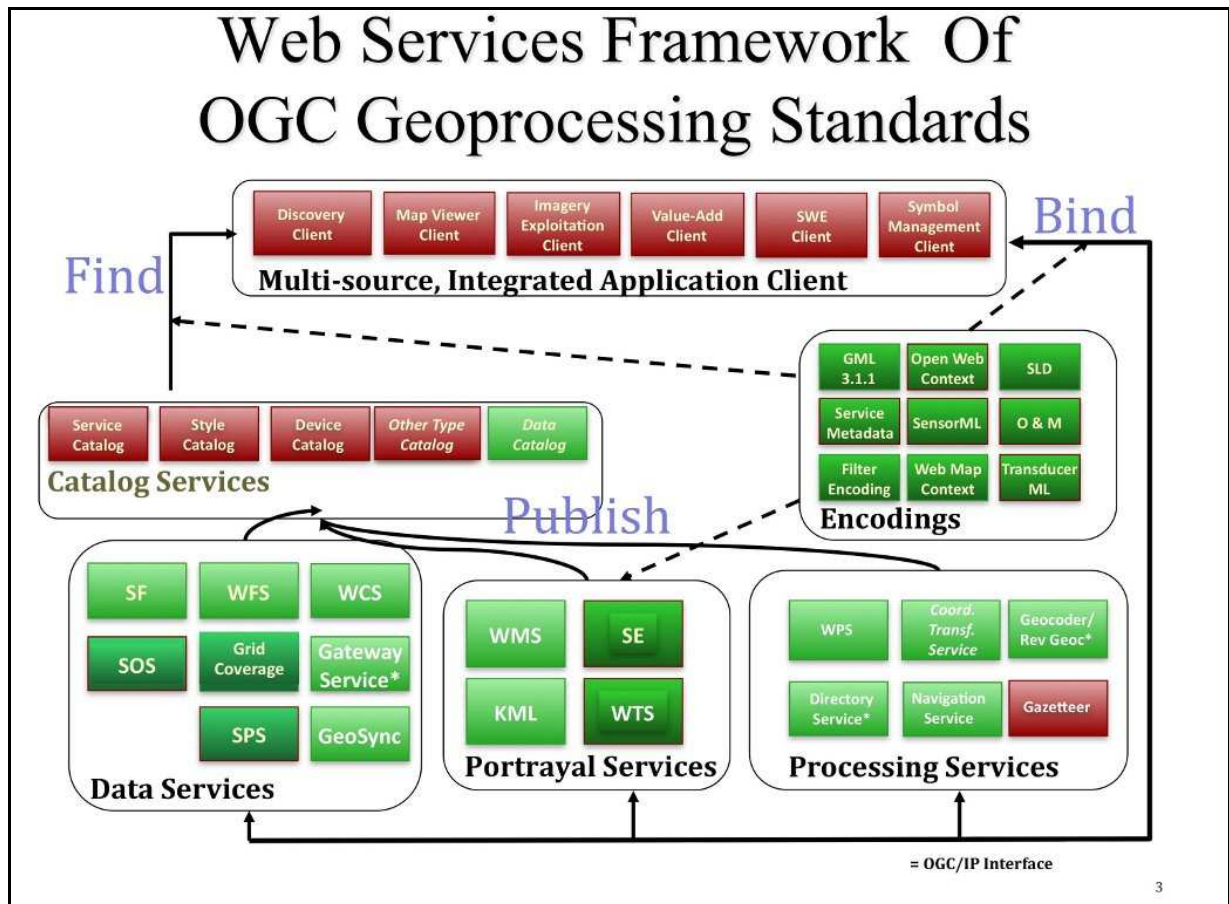 Web Services Framework Of
OGC Geoprocessing Standards
Discovery
Client
Map Viewer
Client
Imagery
Exploitation
Client
Value-Add
Client
SWE
Client
Symbol
Management
Client
Multi-source, Integrated Application Client
Find
Bind
GML
3.1.1
Open Web
Context
SLD
Service
Metadata
SensorML
O & M
Filter
Encoding
Web Map
Context
Transducer
ML
Encodings
Service
Catalog
Style
Catalog
Device
Catalog
Other Type
Catalog
Data
Catalog
Catalog Services
Publish
SF
WFS
WCS
SOS
Grid
Coverage
Gateway
Service*
SPS
GeoSync
Data Services
WMS
SE
KML
WTS
Portrayal Services
WPS
Coord.
Transf.
Service
Geocoder/
Rev Geoc*
Directory
Service*
Navigation
Service
Gazetteer
Processing Services
= OGC/IP Interface
3